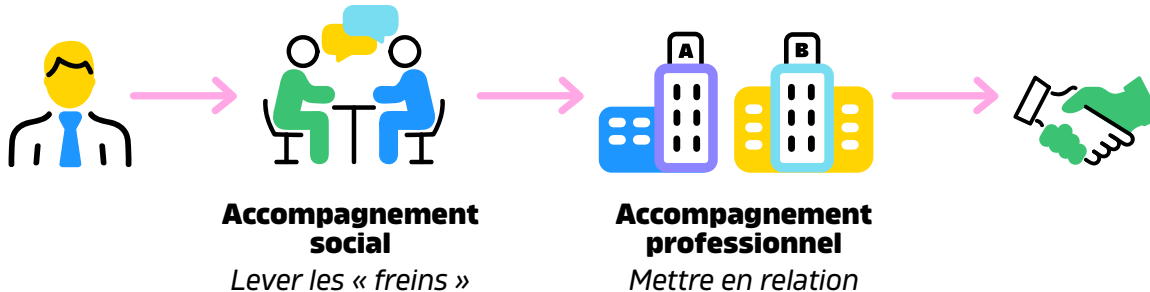 A
B
Accompagnement
social
Lever les « freins »
Accompagnement
professionnel
Mettre en relation